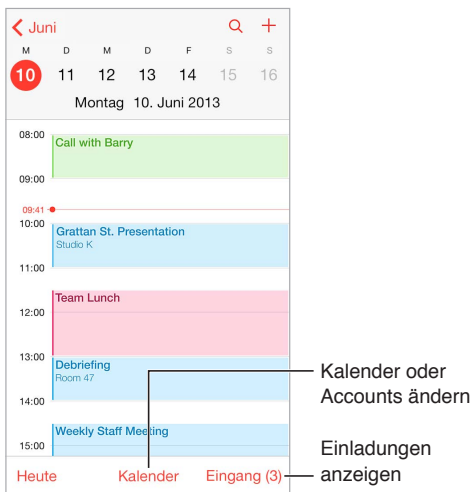 Juni
M D M D F S S
10 11 12 13 14 15 16
Montag 10. Juni 2013
08:00
Call with Barry
09:00
09:41
10:00
Grattan St. Presentation
Studio K
11:00
Team Lunch
12:00
13:00
Debriefing
Room 47
14:00
Weekly Staff Meeting
15:00
Heute Kalender Eingang (3)
Kalender oder
Accounts ändern
Einladungen
anzeigen